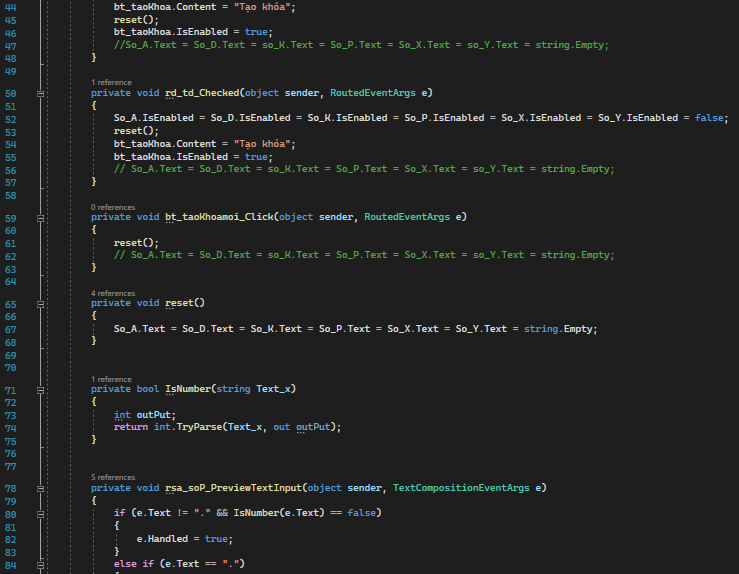 44 bt_taoKhoa.Content = "Tạo khóa";
45 reset();
46 bt_taoKhoa.IsEnabled = true;
47 //So_A.Text = So_D.Text = so_K.Text = So_P.Text = So_X.Text = so_Y.Text = string.Empty;
48 }
49
1 reference
50 private void rd_td_Checked(object sender, RoutedEventArgs e)
51 {
52 So_A.IsEnabled = So_D.IsEnabled = So_K.IsEnabled = So_P.IsEnabled = So_X.IsEnabled = So_Y.IsEnabled = false;
53 reset();
54 bt_taoKhoa.Content = "Tạo khóa";
55 bt_taoKhoa.IsEnabled = true;
56 // So_A.Text = So_D.Text = so_K.Text = So_P.Text = So_X.Text = so_Y.Text = string.Empty;
57 }
58
0 references
59 private void bt_taoKhoamoi_Click(object sender, RoutedEventArgs e)
60 {
61 reset();
62 // So_A.Text = So_D.Text = so_K.Text = So_P.Text = So_X.Text = so_Y.Text = string.Empty;
63 }
64
4 references
65 private void reset()
66 {
67 So_A.Text = So_D.Text = So_K.Text = So_P.Text = So_X.Text = So_Y.Text = string.Empty;
68 }
69
70
1 reference
71 private bool IsNumber(string Text_x)
72 {
73 int outPut;
74 return int.TryParse(Text_x, out outPut);
75 }
76
77
5 references
78 private void rsa_soP_PreviewTextInput(object sender, TextCompositionEventArgs e)
79 {
80 if (e.Text != "." && IsNumber(e.Text) == false)
81 {
82 e.Handled = true;
83 }
84 else if (e.Text == ".")